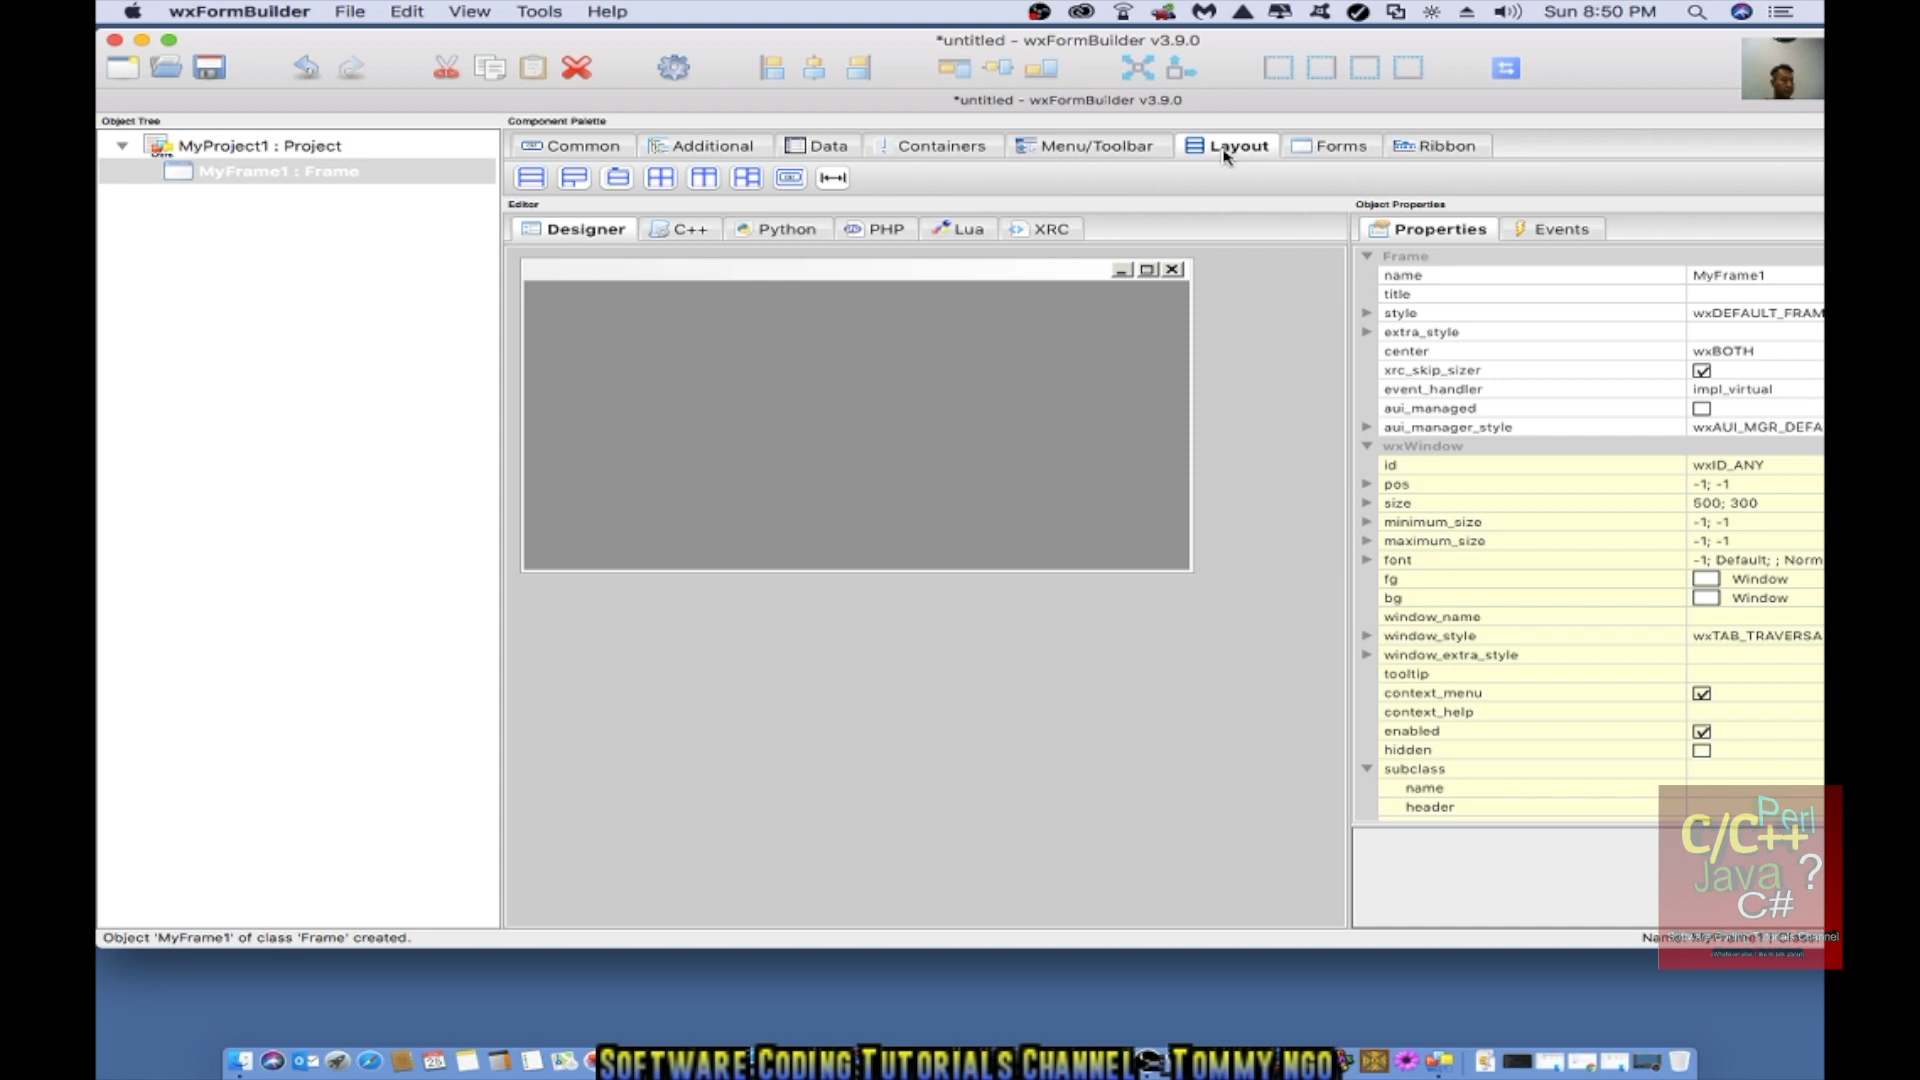 wxFormBuilder File Edit View Tools Help Sun 8:50 PM
*untitled - wxFormBuilder v3.9.0
*untitled - wxFormBuilder v3.9.0
Object Tree
MyProject1 : Project
MyFrame1 : Frame
Component Palette
Common Additional Data Containers Menu/Toolbar Layout Forms Ribbon
Editor
Designer C++ Python PHP Lua XRC
Object Properties
Properties Events
Frame
name MyFrame1
title
style wxDEFAULT_FRAM
extra_style
center wxBOTH
xrc_skip_sizer
event_handler impl_virtual
aui_managed
aui_manager_style wxAUI_MGR_DEFA
wxWindow
id wxID_ANY
pos -1; -1
size 500; 300
minimum_size -1; -1
maximum_size -1; -1
font -1; Default; ; Norm
fg Window
bg Window
window_name
window_style wxTAB_TRAVERSA
window_extra_style
tooltip
context_menu
context_help
enabled
hidden
subclass
name
header
Perl
C/C++
Java ?
C#
Object 'MyFrame1' of class 'Frame' created.
Software Coding Tutorials Channel - Tommy Ngo